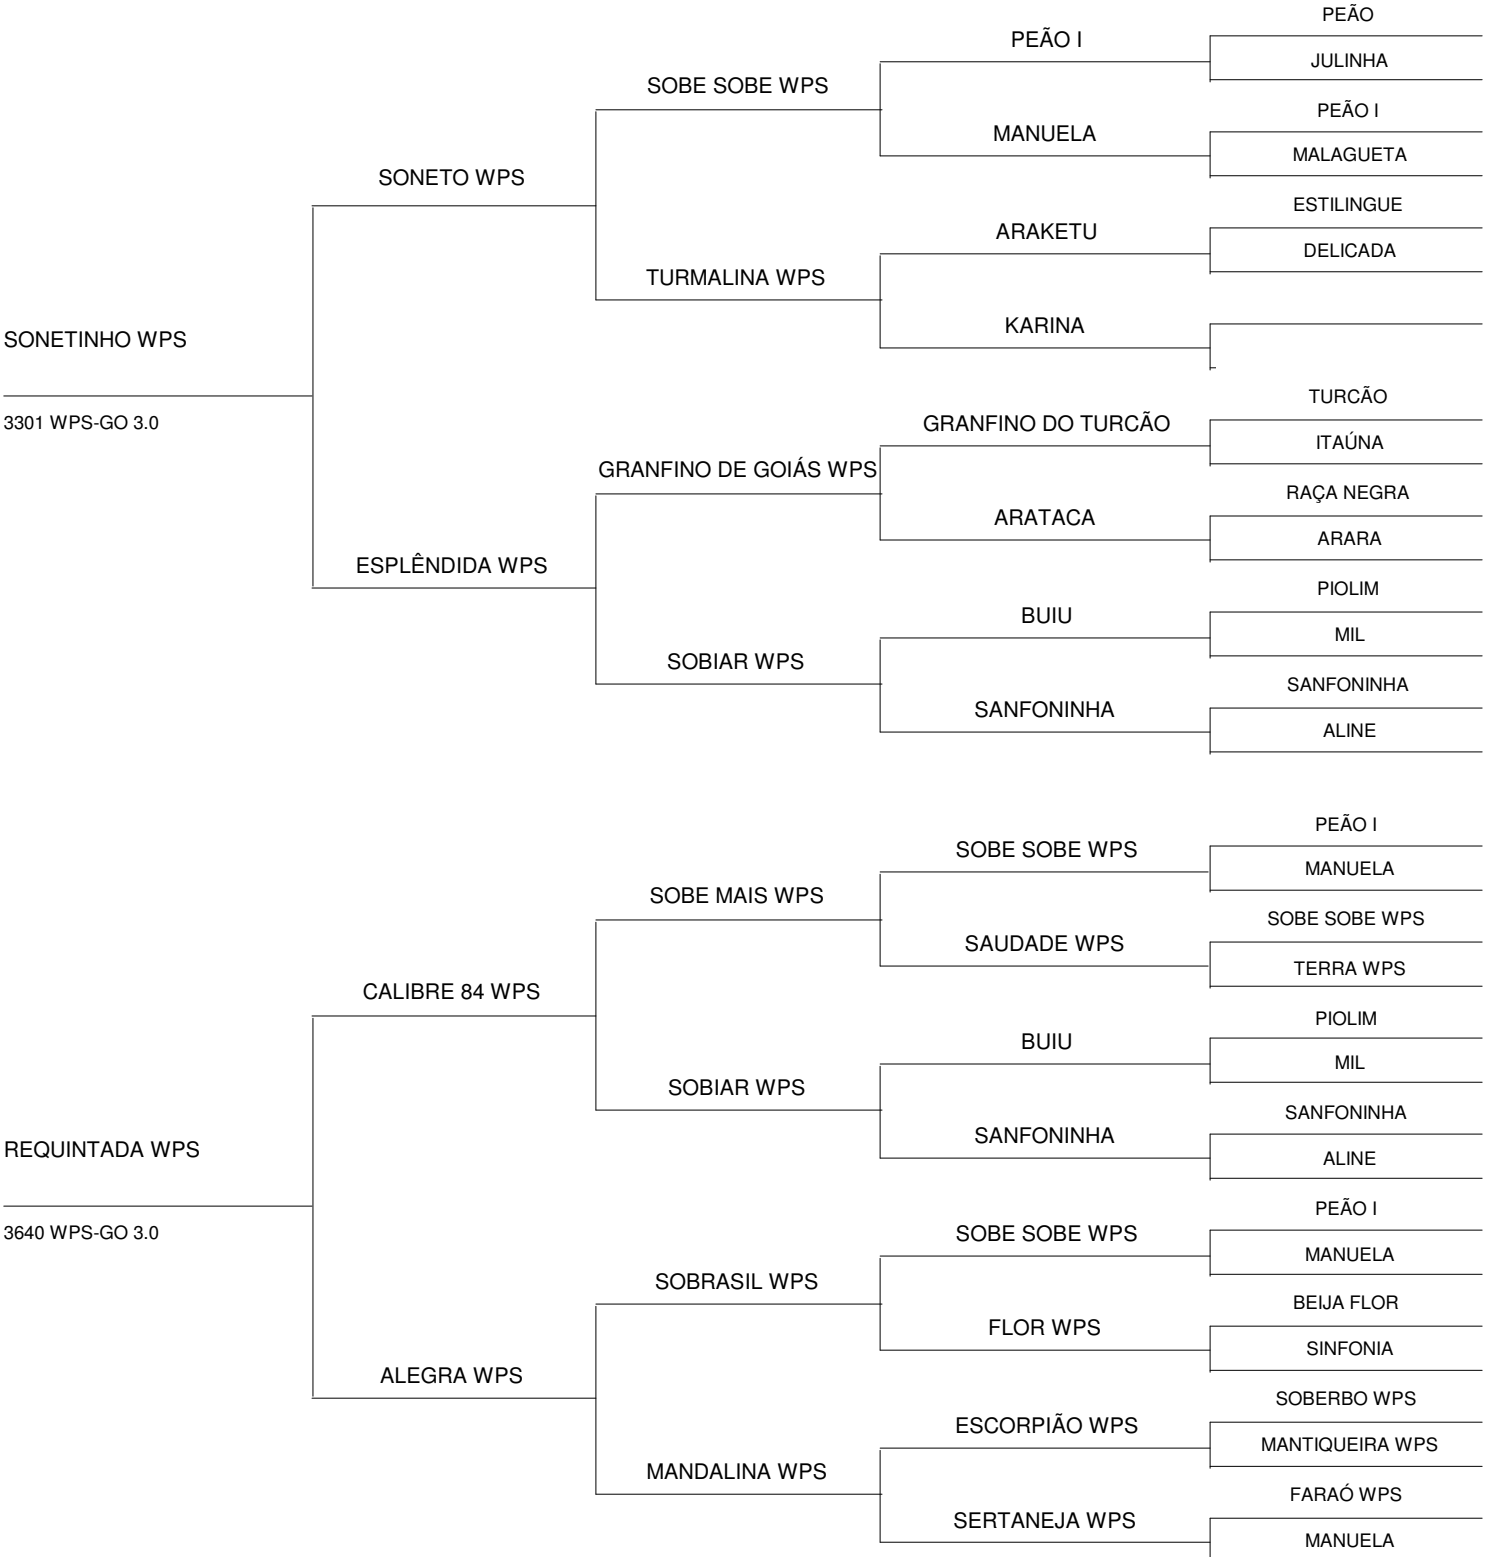 PEÃO
PEÃO I
JULINHA
SOBE SOBE WPS
PEÃO I
MANUELA
MALAGUETA
SONETO WPS
ESTILINGUE
ARAKETU
DELICADA
TURMALINA WPS
KARINA
SONETINHO WPS
3301 WPS-GO 3.0
TURCÃO
GRANFINO DO TURCÃO
ITAÚNA
GRANFINO DE GOIÁS WPS
RAÇA NEGRA
ARATACA
ARARA
ESPLÊNDIDA WPS
PIOLIM
BUIU
MIL
SOBIAR WPS
SANFONINHA
SANFONINHA
ALINE
PEÃO I
SOBE SOBE WPS
MANUELA
SOBE MAIS WPS
SOBE SOBE WPS
SAUDADE WPS
TERRA WPS
CALIBRE 84 WPS
PIOLIM
BUIU
MIL
SOBIAR WPS
SANFONINHA
SANFONINHA
ALINE
REQUINTADA WPS
3640 WPS-GO 3.0
PEÃO I
SOBE SOBE WPS
MANUELA
SOBRASIL WPS
BEIJA FLOR
FLOR WPS
SINFONIA
ALEGRA WPS
SOBERBO WPS
ESCORPIÃO WPS
MANTIQUEIRA WPS
MANDALINA WPS
FARAÓ WPS
SERTANEJA WPS
MANUELA